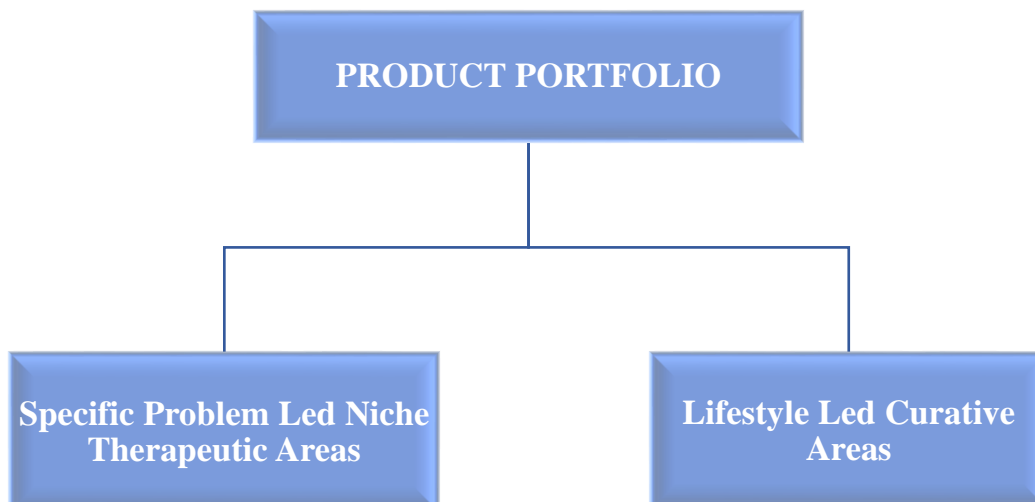 PRODUCT PORTFOLIO
Specific Problem Led Niche
Therapeutic Areas
Lifestyle Led Curative
Areas